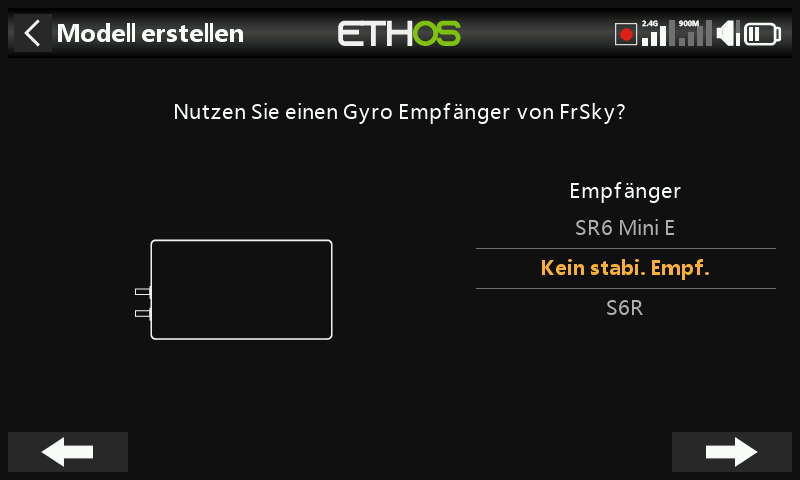 Modell erstellen
ETHOS
2.4G
900M
Nutzen Sie einen Gyro Empfänger von FrSky?
Empfänger
SR6 Mini E
Kein stabi. Empf.
S6R